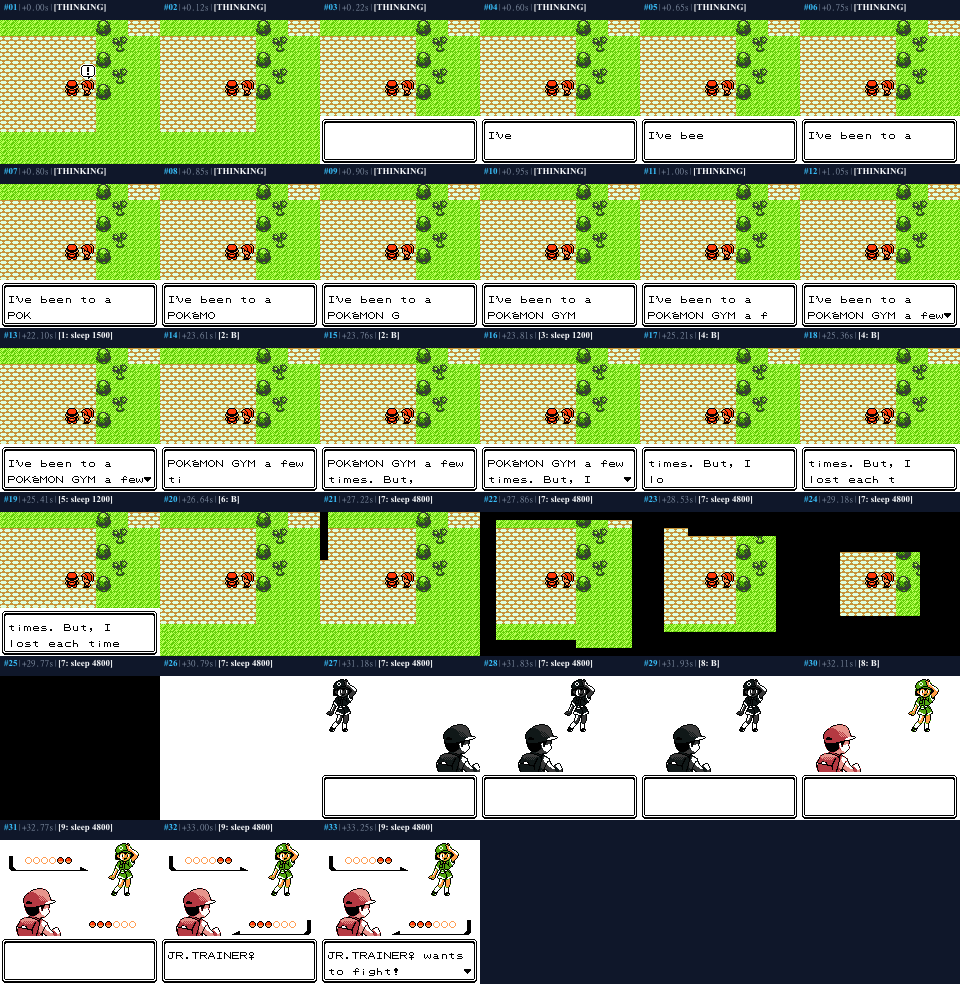 #01|+0.00s|[THINKING]
#02|+0.12s|[THINKING]
#03|+0.22s|[THINKING]
#04|+0.60s|[THINKING]
#05|+0.65s|[THINKING]
#06|+0.75s|[THINKING]
!
I've
I've bee
I've been to a
#07|+0.80s|[THINKING]
#08|+0.85s|[THINKING]
#09|+0.90s|[THINKING]
#10|+0.95s|[THINKING]
#11|+1.00s|[THINKING]
#12|+1.05s|[THINKING]
I've been to a
POK
I've been to a
POKéMO
I've been to a
POKéMON G
I've been to a
POKéMON GYM
I've been to a
POKéMON GYM a f
I've been to a
POKéMON GYM a few▼
#13|+22.10s|[1: sleep 1500]
#14|+23.61s|[2: B]
#15|+23.76s|[2: B]
#16|+23.81s|[3: sleep 1200]
#17|+25.21s|[4: B]
#18|+25.36s|[4: B]
I've been to a
POKéMON GYM a few▼
POKéMON GYM a few
ti
POKéMON GYM a few
times. But,
POKéMON GYM a few
times. But, I ▼
times. But, I
lo
times. But, I
lost each t
#19|+25.41s|[5: sleep 1200]
#20|+26.64s|[6: B]
#21|+27.22s|[7: sleep 4800]
#22|+27.86s|[7: sleep 4800]
#23|+28.53s|[7: sleep 4800]
#24|+29.18s|[7: sleep 4800]
times. But, I
lost each time
#25|+29.77s|[7: sleep 4800]
#26|+30.79s|[7: sleep 4800]
#27|+31.18s|[7: sleep 4800]
#28|+31.83s|[7: sleep 4800]
#29|+31.93s|[8: B]
#30|+32.11s|[8: B]
#31|+32.77s|[9: sleep 4800]
#32|+33.00s|[9: sleep 4800]
#33|+33.25s|[9: sleep 4800]
JR.TRAINER♀
JR.TRAINER♀ wants
to fight! ▼